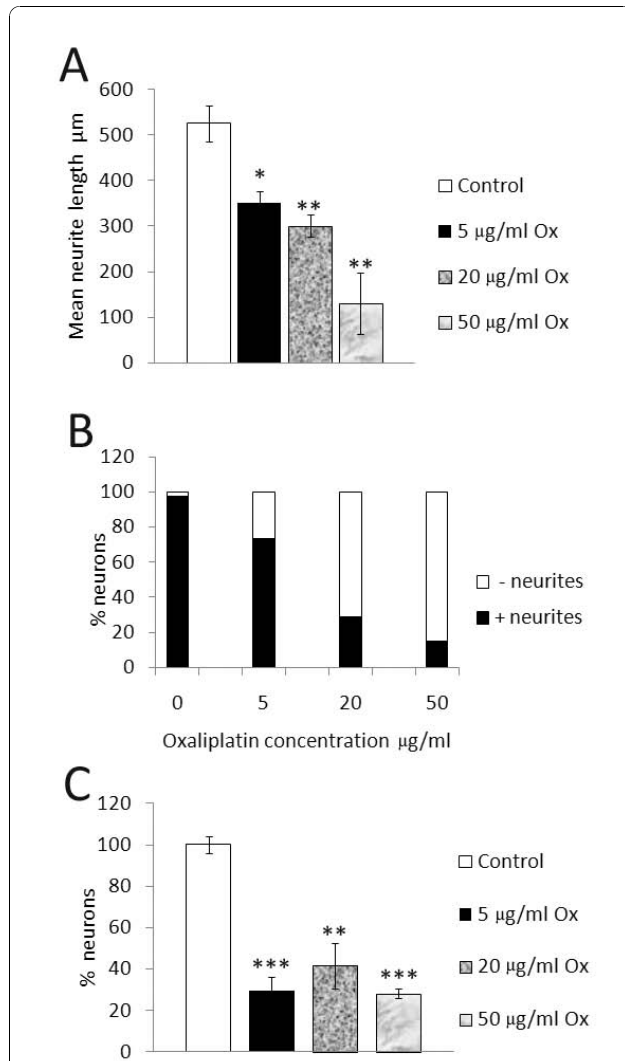 A
Mean neurite length µm
600
500
400
300
200
100
0
*
**
**
Control
5 µg/ml Ox
20 µg/ml Ox
50 µg/ml Ox
B
% neurons
120
100
80
60
40
20
0
0 5 20 50
Oxaliplatin concentration µg/ml
- neurites
+ neurites
C
% neurons
120
100
80
60
40
20
0
***
**
***
Control
5 µg/ml Ox
20 µg/ml Ox
50 µg/ml Ox